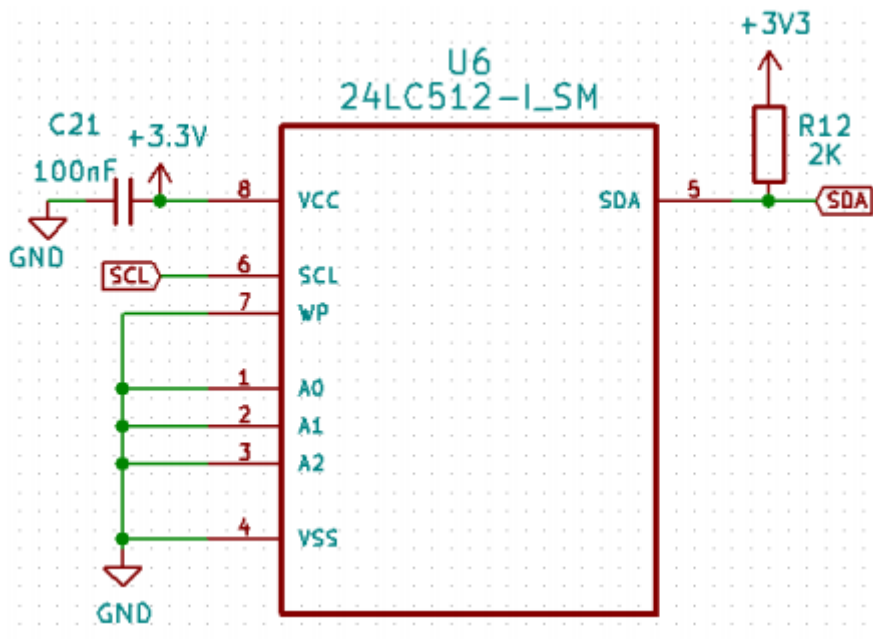 +3V3
U6
24LC512-I_SM
C21
+3.3V
100nF
R12
2K
8
VCC
SDA
5
SDA
GND
SCL
6
SCL
7
WP
1
A0
2
A1
3
A2
4
VSS
GND